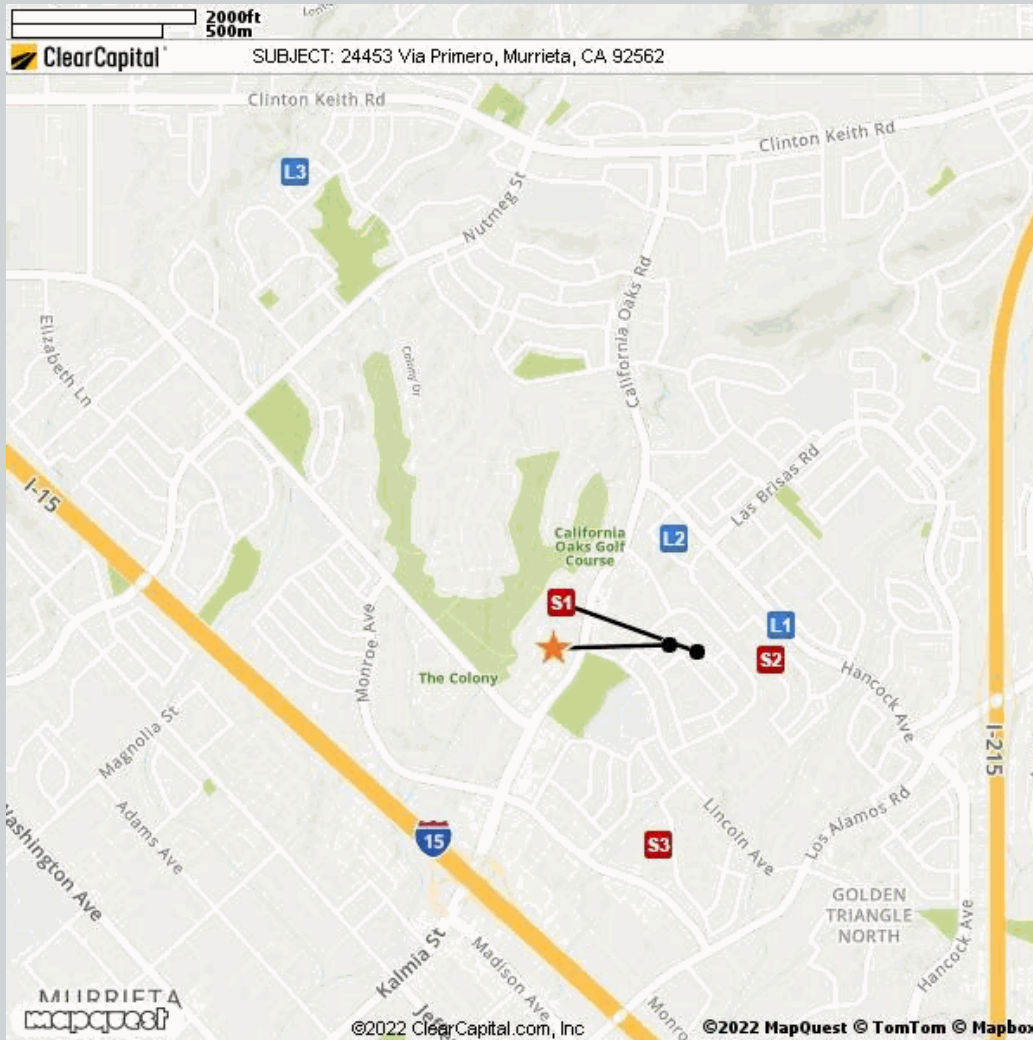 2000ft
500m
ClearCapital
SUBJECT: 24453 Via Primero, Murrieta, CA 92562
Clinton Keith Rd
Clinton Keith Rd
L3
Nutmeg St
California Oaks Rd
Elizabeth Ln
Colony Dr
Las Brisas Rd
I-15
California
Oaks Golf
Course
L2
S1
L1
S2
Monroe Ave
The Colony
Hancock Ave
I-215
Magnolia St
Adams Ave
Washington Ave
15
Lincoln Ave
Los Alamos Rd
S3
GOLDEN
TRIANGLE
NORTH
Hancock Ave
Kalmia St
Madison Ave
MURRIETA
mapquest
©2022 ClearCapital.com, Inc
©2022 MapQuest © TomTom © Mapbox